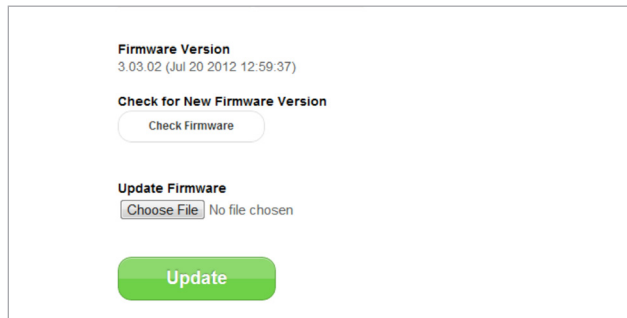 Firmware Version
3.03.02 (Jul 20 2012 12:59:37)
Check for New Firmware Version
Check Firmware
Update Firmware
Choose File No file chosen
Update